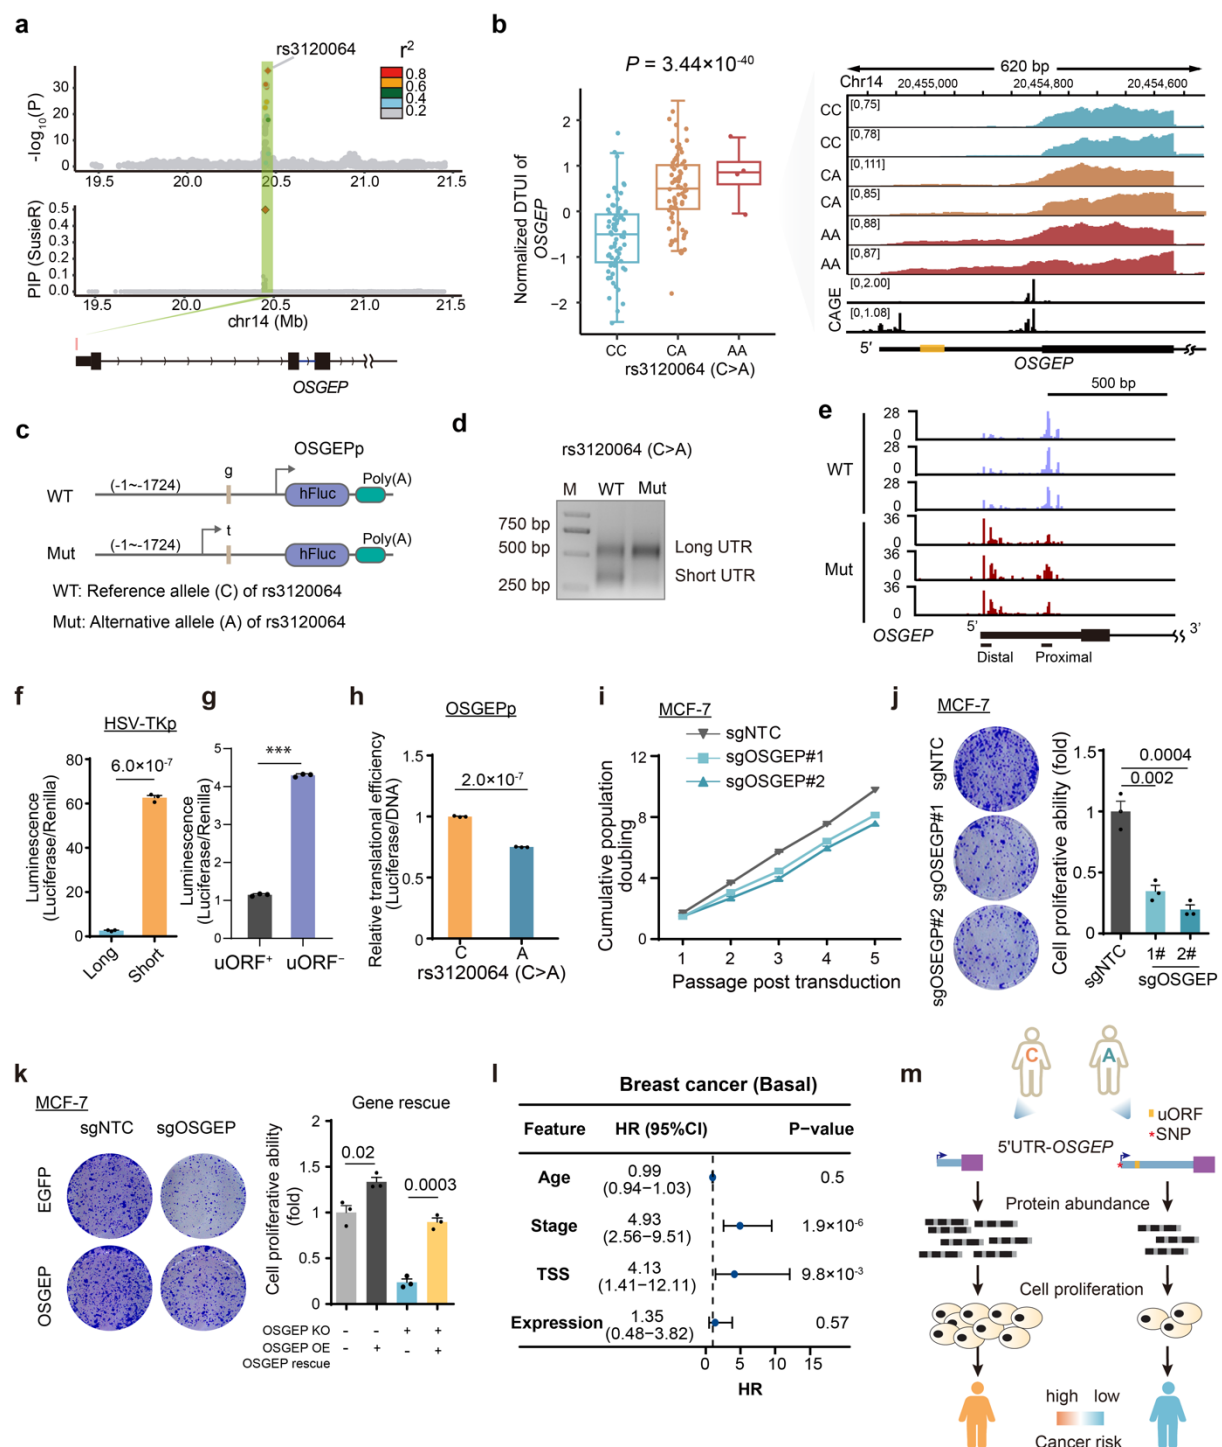 a
rs3120064
r2
0.8
0.6
0.4
0.2
-log10(P)
30
20
10
0
19.5 20.0 20.5 21.0 21.5
PIP (SusieR)
0.5
0.4
0.3
0.2
0.1
0.0
19.5 20.0 20.5 21.0 21.5
chr14 (Mb)
OSGEP
b
P = 3.44×10-40
Normalized DTUI of
OSGEP
2
1
0
−1
−2
CC CA AA
rs3120064 (C>A)
620 bp
Chr14
20,455,000 20,454,800 20,454,600
CC [0,75]
CC [0,78]
CA [0,111]
CA [0,85]
AA [0,88]
AA [0,87]
CAGE
[0,2.00]
[0,1.08]
5′
OSGEP
c
OSGEPp
WT (-1~-1724) g hFluc Poly(A)
Mut (-1~-1724) t hFluc Poly(A)
WT: Reference allele (C) of rs3120064
Mut: Alternative allele (A) of rs3120064
d
rs3120064 (C>A)
M WT Mut
750 bp
500 bp
250 bp
Long UTR
Short UTR
e
500 bp
WT
28
0
28
0
28
0
Mut
36
0
36
0
36
0
OSGEP
5′
3′
Distal Proximal
f
HSV-TKp
6.0×10-7
Luminescence
(Luciferase/Renilla)
80
60
40
20
0
Long Short
g
***
Luminescence
(Luciferase/Renilla)
5
4
3
2
1
0
uORF+ uORF−
h
OSGEPp
2.0×10-7
Relative translational efficiency
(Luciferase/DNA)
1.5
1.0
0.5
0
C A
rs3120064 (C>A)
i
MCF-7
sgNTC
sgOSGEP#1
sgOSGEP#2
Cumulative population
doubling
12
8
4
0
1 2 3 4 5
Passage post transduction
j
MCF-7
sgNTC
sgOSEGP#1
sgOSEGP#2
0.0004
0.002
Cell proliferative ability (fold)
1.5
1.0
0.5
0
sgNTC 1# 2#
sgOSGEP
k
MCF-7
sgNTC sgOSGEP
EGFP
OSGEP
Gene rescue
0.02
0.0003
Cell proliferative ability
(fold)
2
1.5
1
0.5
0
OSGEP KO - - + +
OSGEP OE - + - +
OSGEP rescue
l
Breast cancer (Basal)
Feature HR (95%CI) P−value
Age 0.99
(0.94−1.03) 0.5
Stage 4.93
(2.56−9.51) 1.9×10-6
TSS 4.13
(1.41−12.11) 9.8×10-3
Expression 1.35
(0.48−3.82) 0.57
0 5 10 15
HR
m
C A
uORF
*SNP
5'UTR-OSGEP
Protein abundance
Cell proliferation
high low
Cancer risk